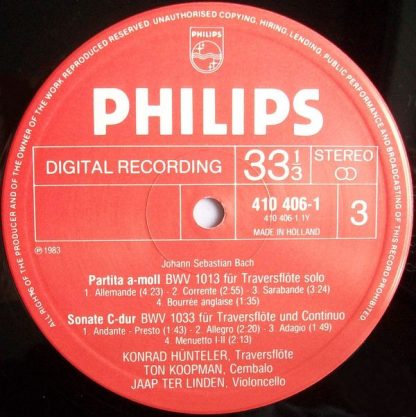 ALL RIGHTS OF THE PRODUCER AND OF THE OWNER OF THE WORK REPRODUCED RESERVED. UNAUTHORISED COPYING, HIRING, LENDING, PUBLIC PERFORMANCE AND BROADCASTING OF THIS RECORD PROHIBITED
PHILIPS
PHILIPS
DIGITAL RECORDING
33 1/3
STEREO
410 406-1
410 406-1 1Y
MADE IN HOLLAND
3
℗1983
Johann Sebastian Bach
Partita a-moll BWV 1013 für Traversflöte solo
1. Allemande (4:23) - 2. Corrente (2:55) - 3. Sarabande (3:24)
4. Bourrée anglaise (1:35)
Sonate C-dur BWV 1033 für Traversflöte und Continuo
1. Andante - Presto (1:43) - 2. Allegro (2:20) - 3. Adagio (1:49)
4. Menuetto I-II (2:13)
KONRAD HÜNTELER, Traversflöte
TON KOOPMAN, Cembalo
JAAP TER LINDEN, Violoncello